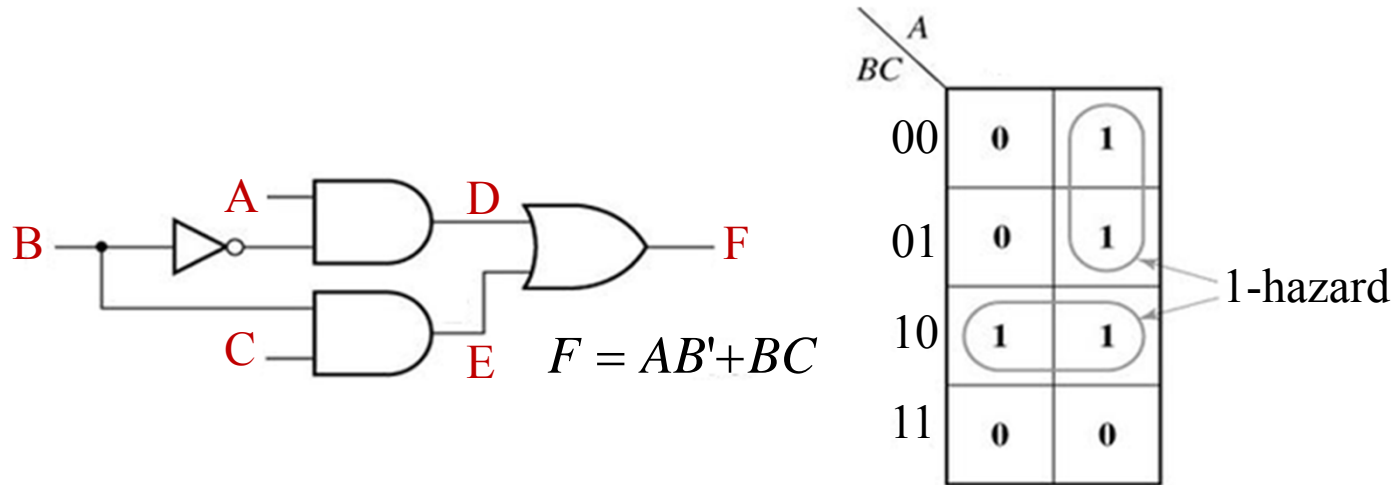 A
B
C
D
E
F
F = AB'+BC
A
BC
00 0 1
01 0 1
10 1 1
11 0 0
1-hazard